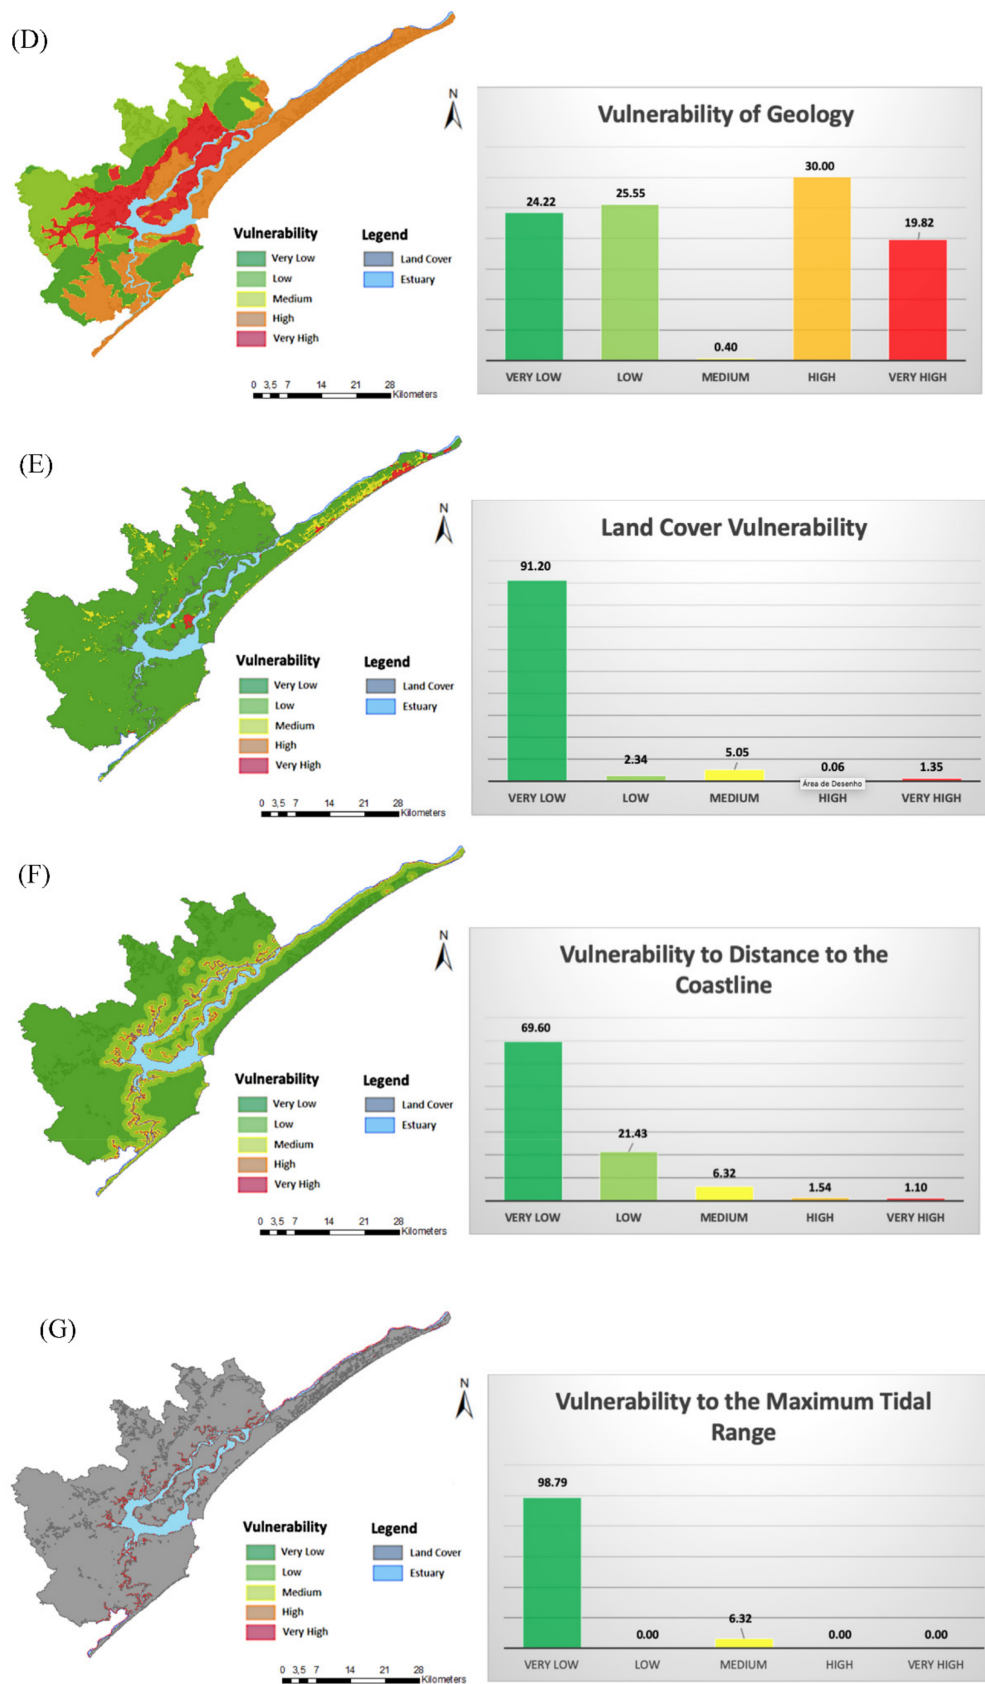 (D)
N
Vulnerability
Very Low
Low
Medium
High
Very High
Legend
Land Cover
Estuary
0 3,5 7 14 21 28
Kilometers
Vulnerability of Geology
24.22
25.55
0.40
30.00
19.82
VERY LOW LOW MEDIUM HIGH VERY HIGH
(E)
N
Vulnerability
Very Low
Low
Medium
High
Very High
Legend
Land Cover
Estuary
0 3,5 7 14 21 28
Kilometers
Land Cover Vulnerability
91.20
2.34
5.05
0.06
1.35
Área de Desenho
VERY LOW LOW MEDIUM HIGH VERY HIGH
(F)
N
Vulnerability
Very Low
Low
Medium
High
Very High
Legend
Land Cover
Estuary
0 3,5 7 14 21 28
Kilometers
Vulnerability to Distance to the
Coastline
69.60
21.43
6.32
1.54
1.10
VERY LOW LOW MEDIUM HIGH VERY HIGH
(G)
N
Vulnerability
Very Low
Low
Medium
High
Very High
Legend
Land Cover
Estuary
0 3,5 7 14 21 28
Kilometers
Vulnerability to the Maximum Tidal
Range
98.79
0.00
6.32
0.00
0.00
VERY LOW LOW MEDIUM HIGH VERY HIGH